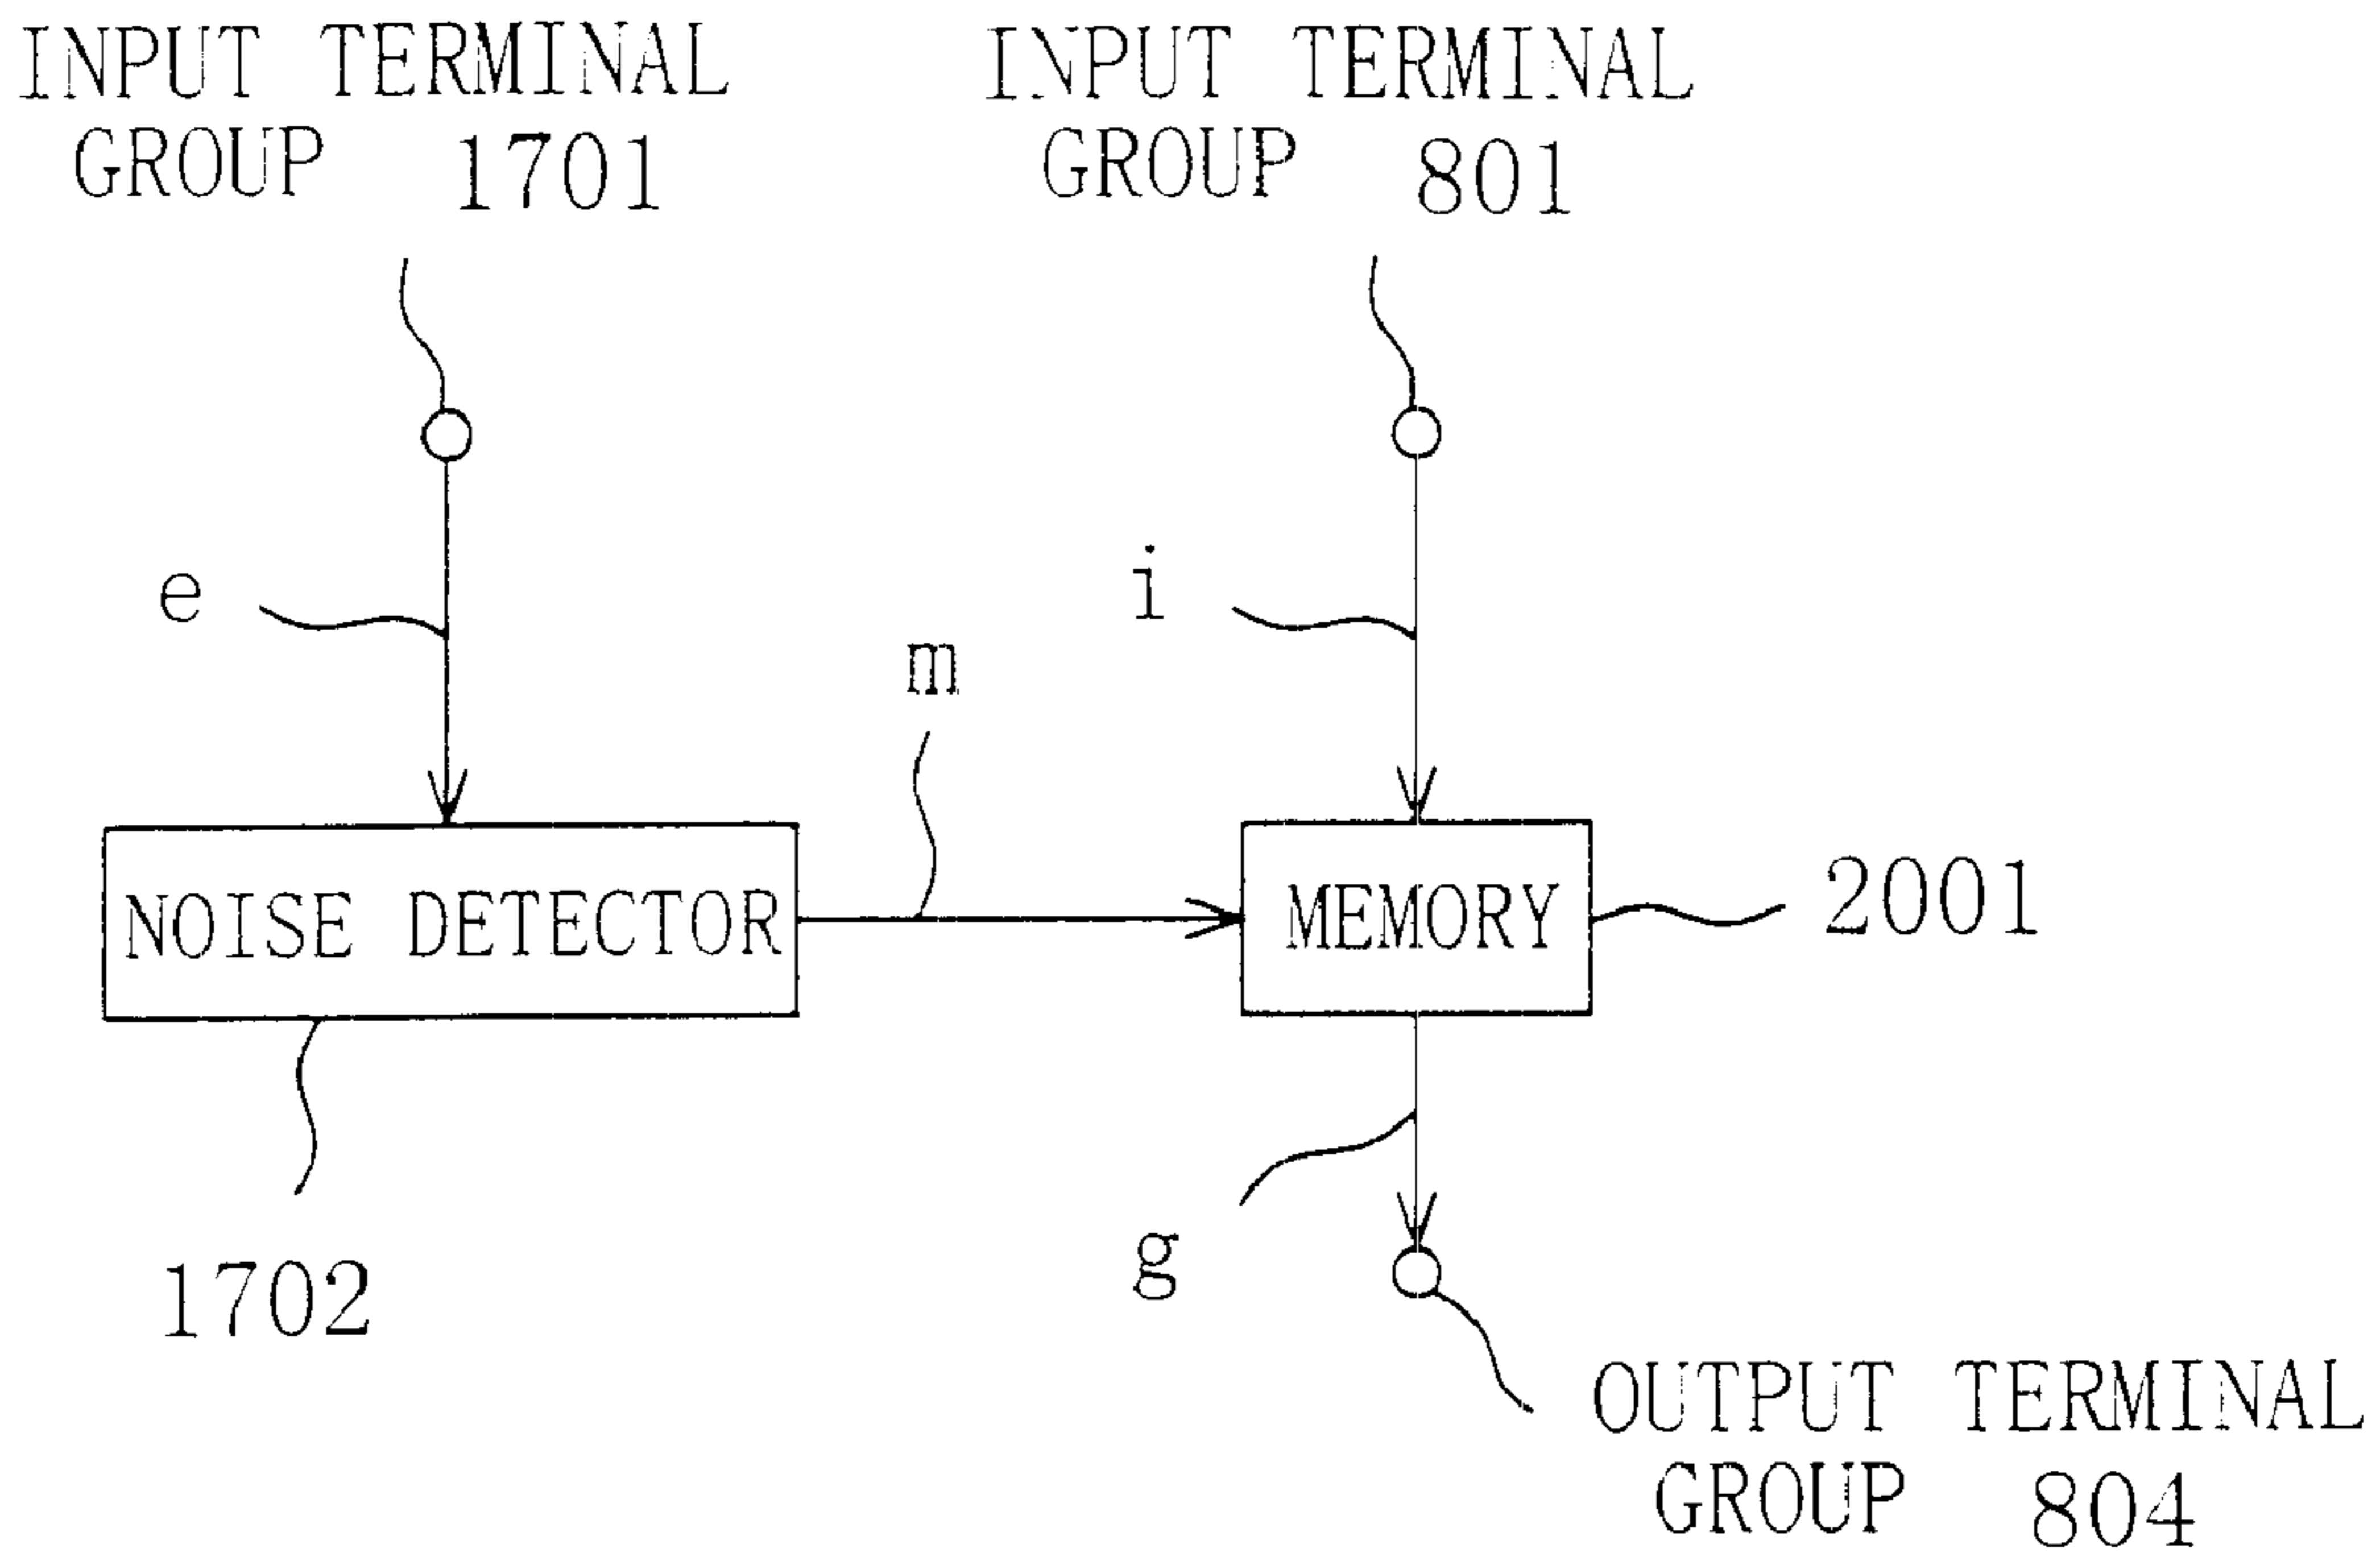 INPUT TERMINAL
GROUP 1701
INPUT TERMINAL
GROUP 801
e
i
m
NOISE DETECTOR
MEMORY
2001
1702
g
OUTPUT TERMINAL
GROUP 804